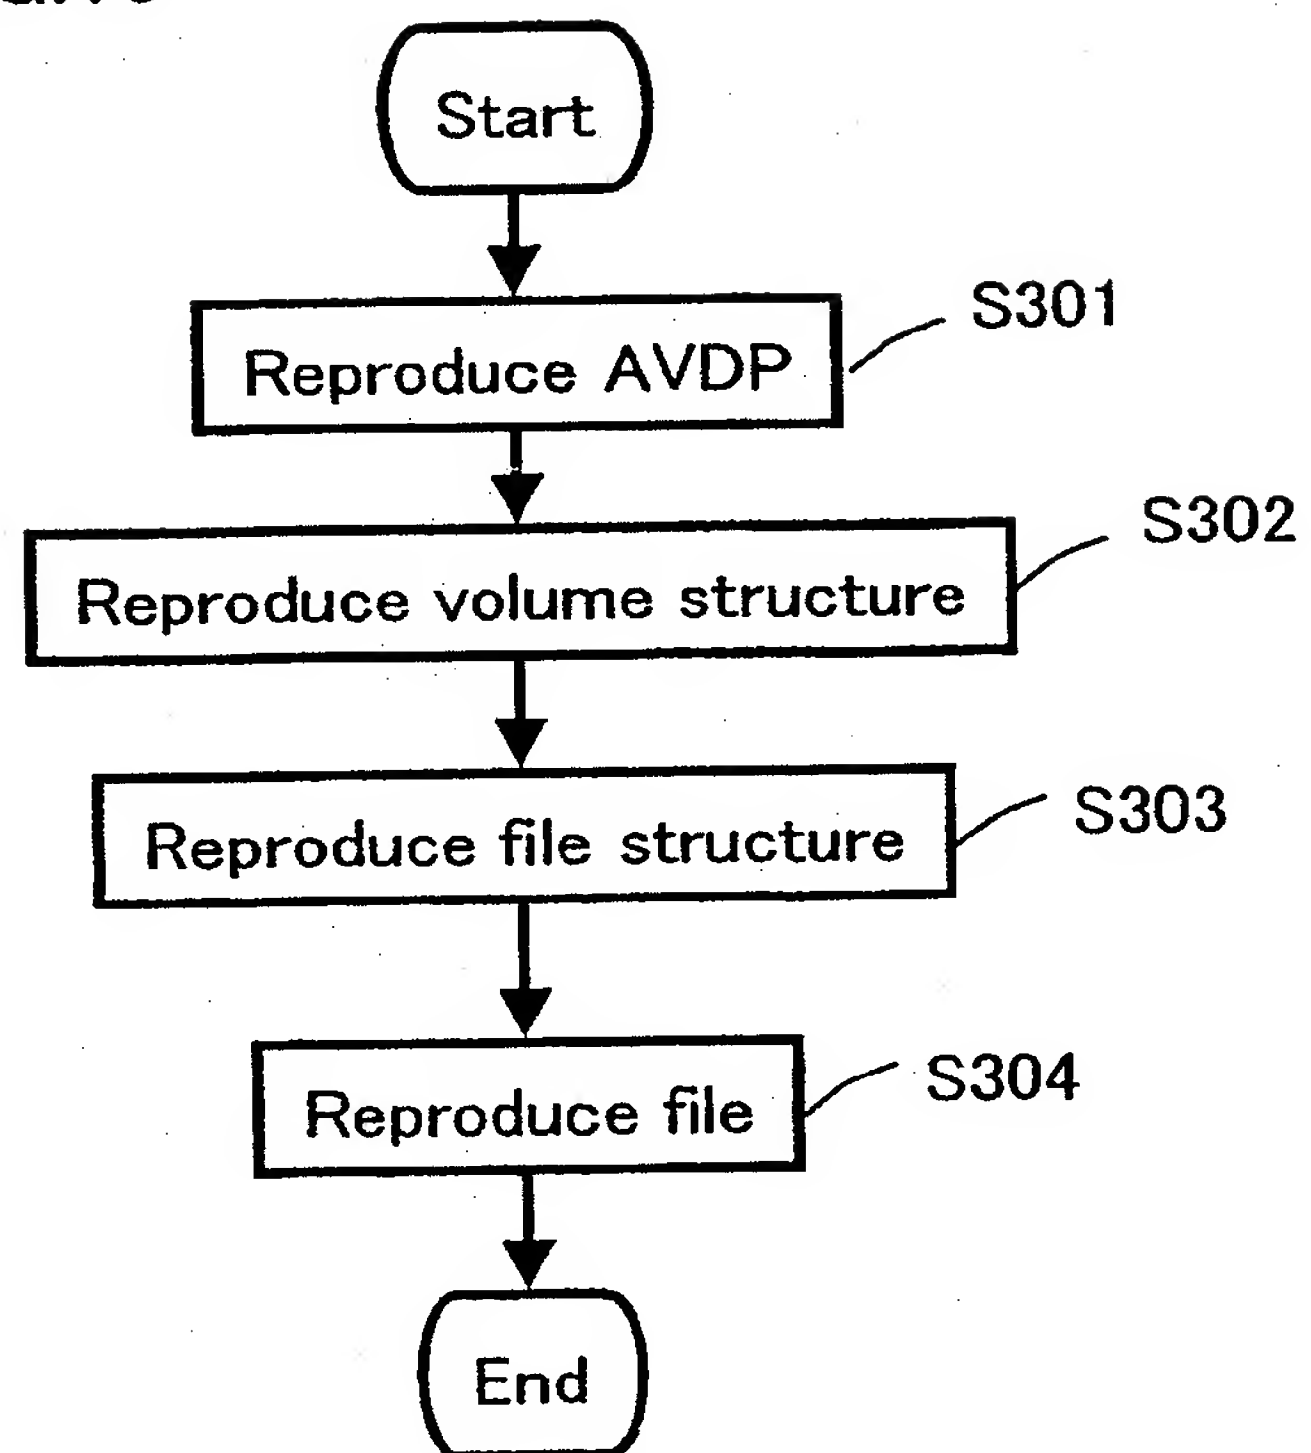 Start
Reproduce AVDP
S301
Reproduce volume structure
S302
Reproduce file structure
S303
Reproduce file
S304
End